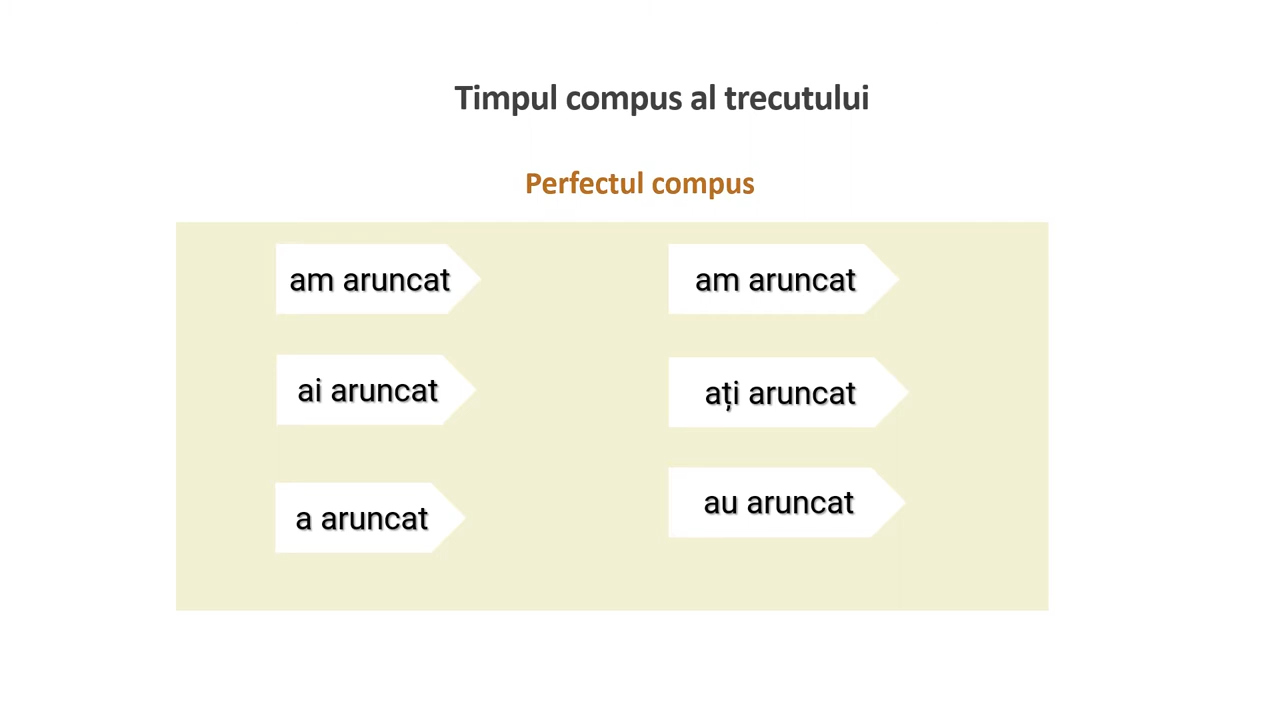 Timpul compus al trecutului
Perfectul compus
am aruncat
ai aruncat
a aruncat
am aruncat
ați aruncat
au aruncat